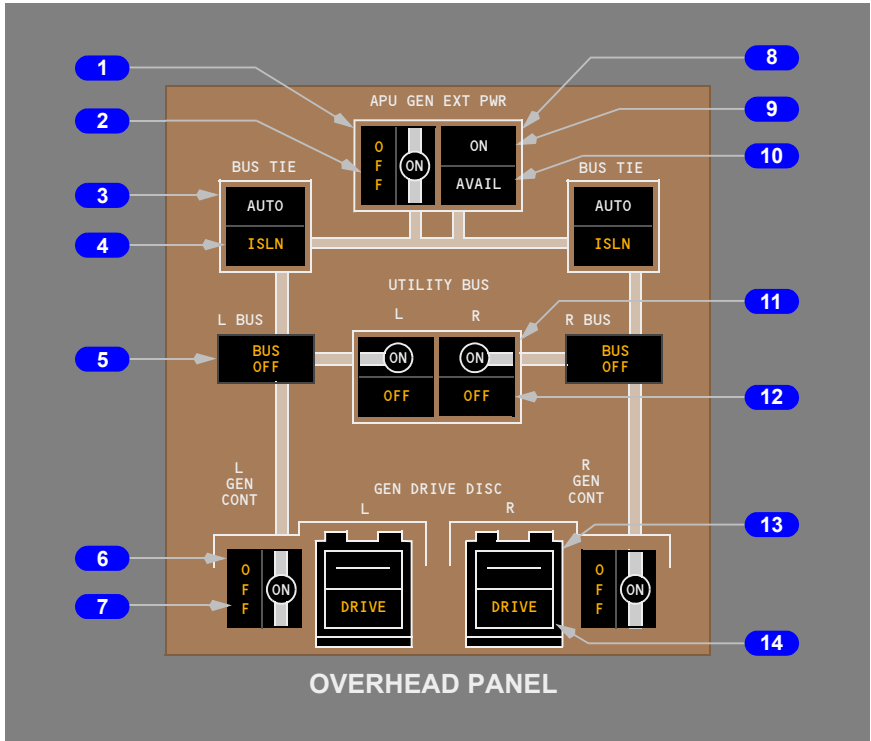 1
8
APU GEN EXT PWR
2
9
O
F
F
ON
ON
10
AVAIL
BUS TIE
BUS TIE
3
AUTO
AUTO
4
ISLN
ISLN
UTILITY BUS
11
L
R
L BUS
R BUS
5
BUS
OFF
ON
ON
BUS
OFF
12
OFF
OFF
L
GEN
CONT
R
GEN
CONT
GEN DRIVE DISC
L
R
13
6
7
O
F
F
ON
DRIVE
DRIVE
O
F
F
ON
14
OVERHEAD PANEL